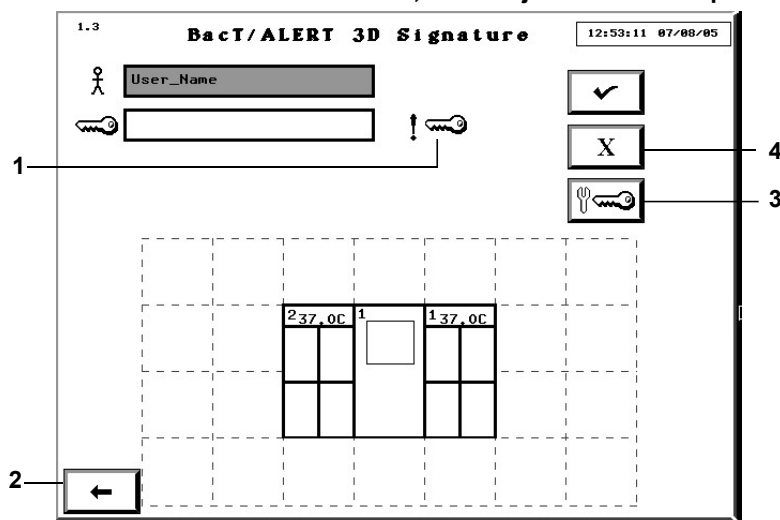 1.3 BacT/ALERT 3D Signature 12:53:11 07/08/05
User_Name
X 4
1
3
2 37.0C 1 1 37.0C
2